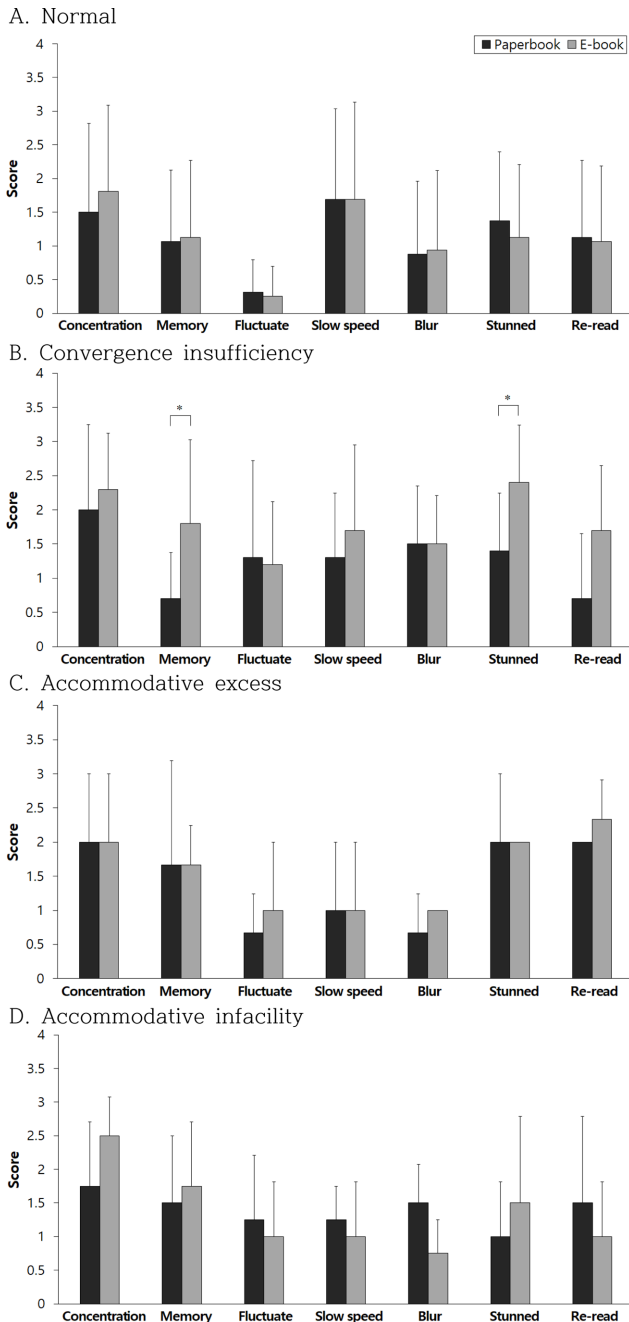 A. Normal
Paperbook E-book
4
3.5
3
2.5
2
1.5
1
0.5
0
Score
Concentration Memory Fluctuate Slow speed Blur Stunned Re-read
B. Convergence insufficiency
4
3.5
3
2.5
2
1.5
1
0.5
0
Score
* *
Concentration Memory Fluctuate Slow speed Blur Stunned Re-read
C. Accommodative excess
4
3.5
3
2.5
2
1.5
1
0.5
0
Score
Concentration Memory Fluctuate Slow speed Blur Stunned Re-read
D. Accommodative infacility
4
3.5
3
2.5
2
1.5
1
0.5
0
Score
Concentration Memory Fluctuate Slow speed Blur Stunned Re-read